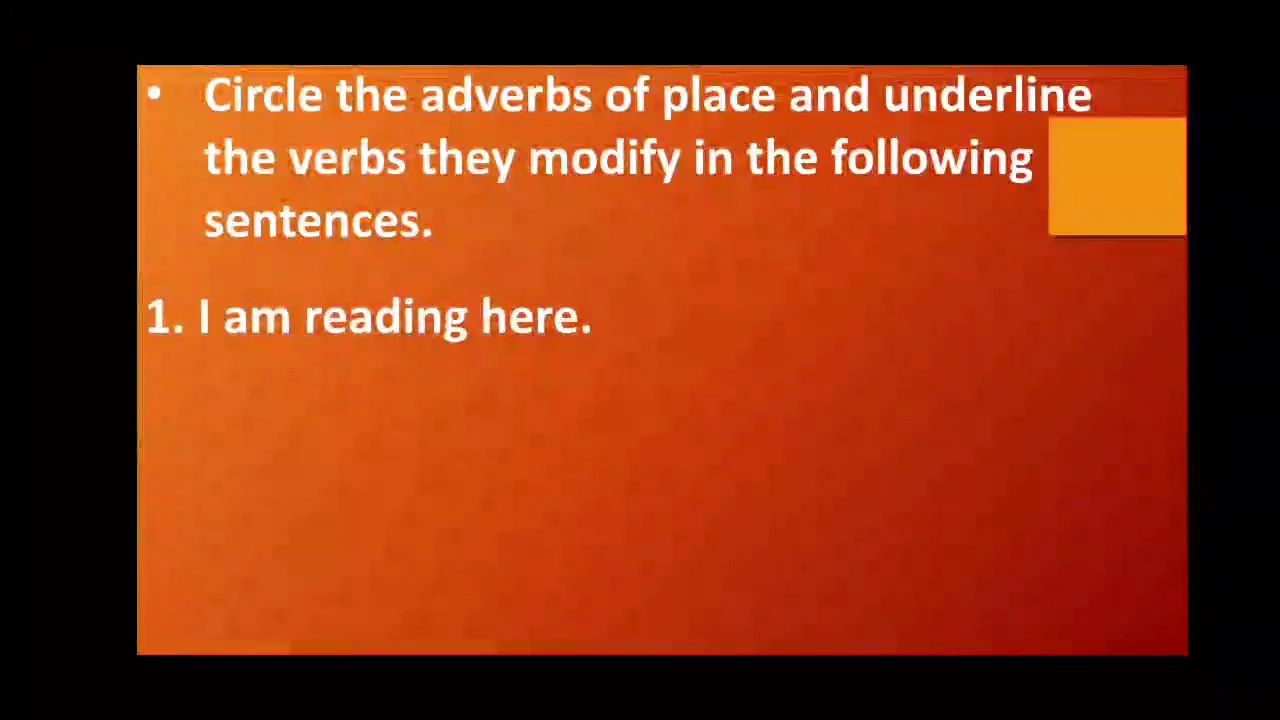 • Circle the adverbs of place and underline
the verbs they modify in the following
sentences.
1. I am reading here.